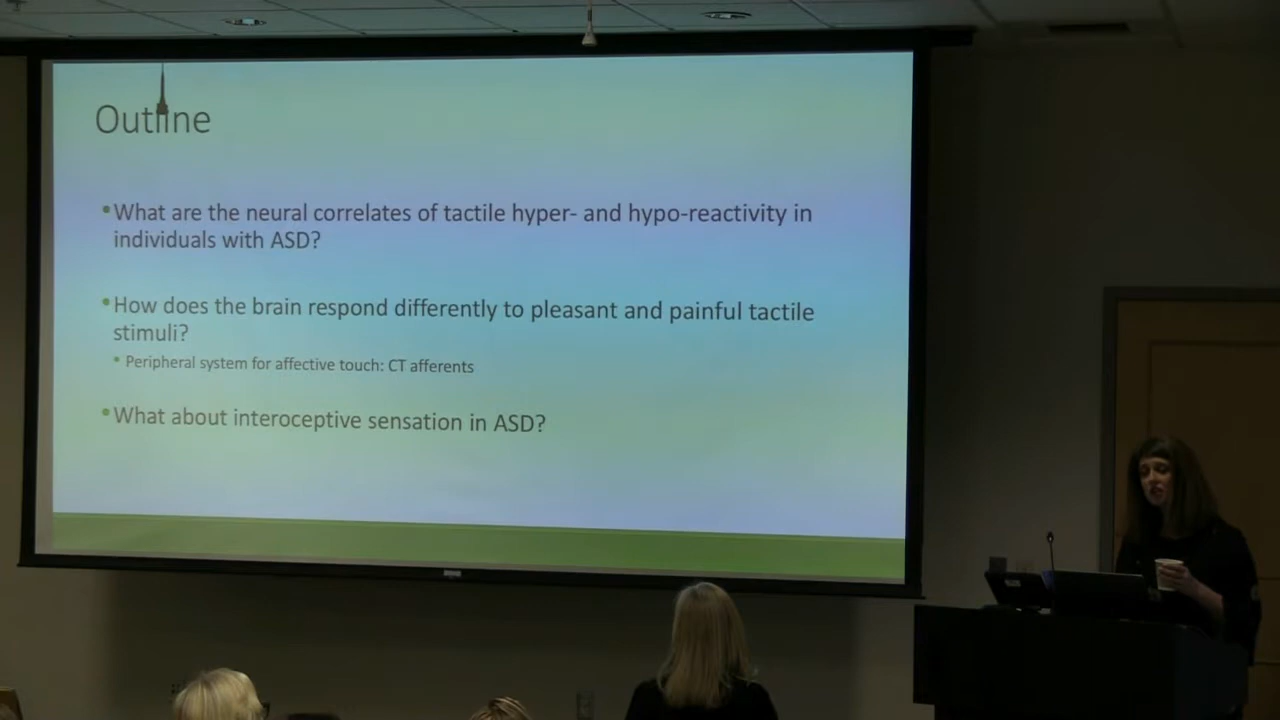 Outline
•What are the neural correlates of tactile hyper- and hypo-reactivity in
individuals with ASD?
•How does the brain respond differently to pleasant and painful tactile
stimuli?
• Peripheral system for affective touch: CT afferents
•What about interoceptive sensation in ASD?